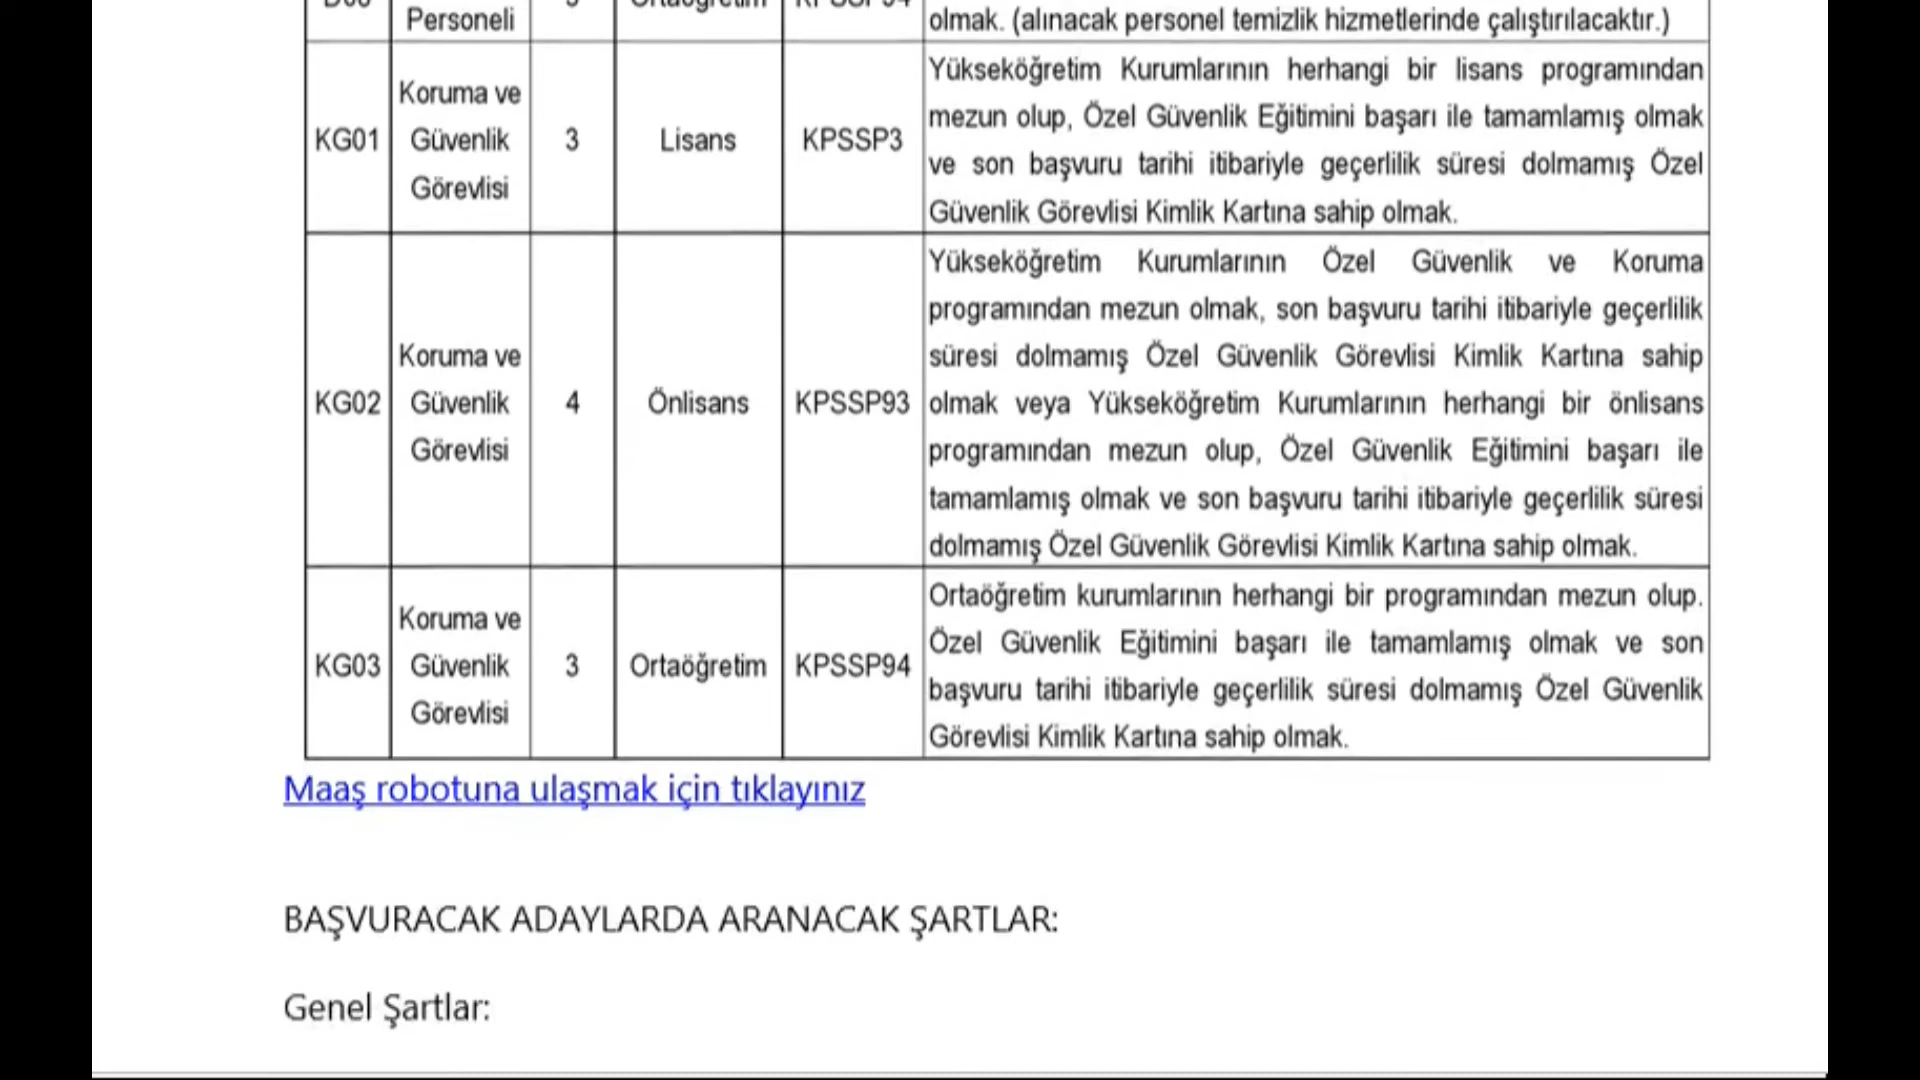 Personeli
olmak. (alınacak personel temizlik hizmetlerinde çalıştırılacaktır.)
KG01
Koruma ve
Güvenlik
Görevlisi
3
Lisans
KPSSP3
Yükseköğretim Kurumlarının herhangi bir lisans programından
mezun olup, Özel Güvenlik Eğitimini başarı ile tamamlamış olmak
ve son başvuru tarihi itibariyle geçerlilik süresi dolmamış Özel
Güvenlik Görevlisi Kimlik Kartına sahip olmak.
KG02
Koruma ve
Güvenlik
Görevlisi
4
Önlisans
KPSSP93
Yükseköğretim Kurumlarının Özel Güvenlik ve Koruma
programından mezun olmak, son başvuru tarihi itibariyle geçerlilik
süresi dolmamış Özel Güvenlik Görevlisi Kimlik Kartına sahip
olmak veya Yükseköğretim Kurumlarının herhangi bir önlisans
programından mezun olup, Özel Güvenlik Eğitimini başarı ile
tamamlamış olmak ve son başvuru tarihi itibariyle geçerlilik süresi
dolmamış Özel Güvenlik Görevlisi Kimlik Kartına sahip olmak.
KG03
Koruma ve
Güvenlik
Görevlisi
3
Ortaöğretim
KPSSP94
Ortaöğretim kurumlarının herhangi bir programından mezun olup.
Özel Güvenlik Eğitimini başarı ile tamamlamış olmak ve son
başvuru tarihi itibariyle geçerlilik süresi dolmamış Özel Güvenlik
Görevlisi Kimlik Kartına sahip olmak.
Maaş robotuna ulaşmak için tıklayınız
BAŞVURACAK ADAYLARDA ARANACAK ŞARTLAR:
Genel Şartlar: